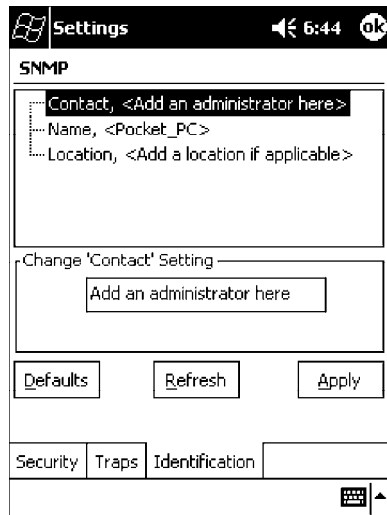 Settings 6:44 ok
SNMP
Contact, <Add an administrator here>
Name, <Pocket_PC>
Location, <Add a location if applicable>
Change 'Contact' Setting
Add an administrator here
Defaults Refresh Apply
Security Traps Identification